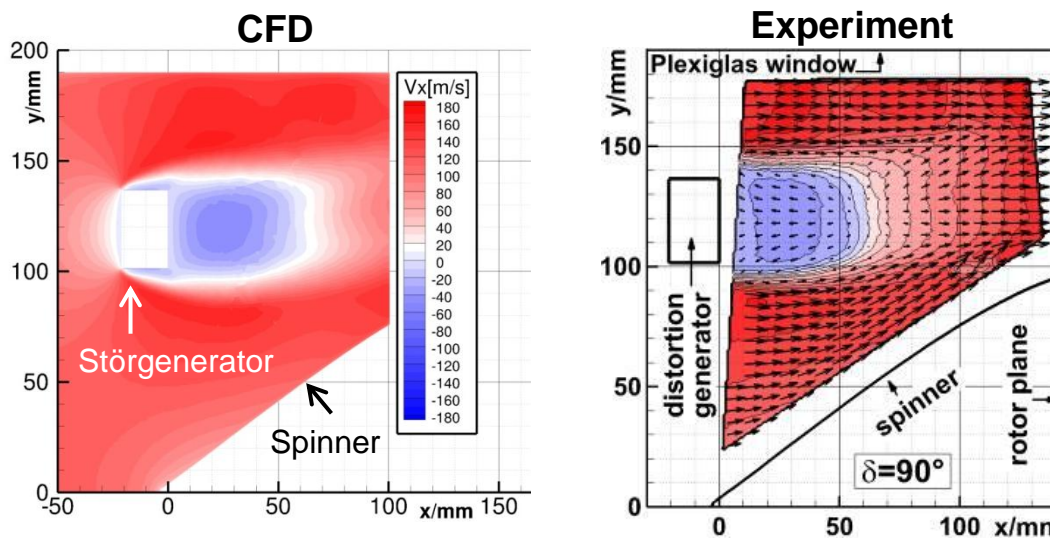 CFD
200
150
100
50
0
y/mm
-50
0
50
100
x/mm
Vx[m/s]
180
160
140
120
100
80
60
40
20
0
-20
-40
-60
-80
-100
-120
-140
-160
-180
Störgenerator
Spinner
Experiment
Plexiglas window
y/mm
150
100
50
0
0
50
100
x/mm
distortion
generator
spinner
rotor plane
δ=90°